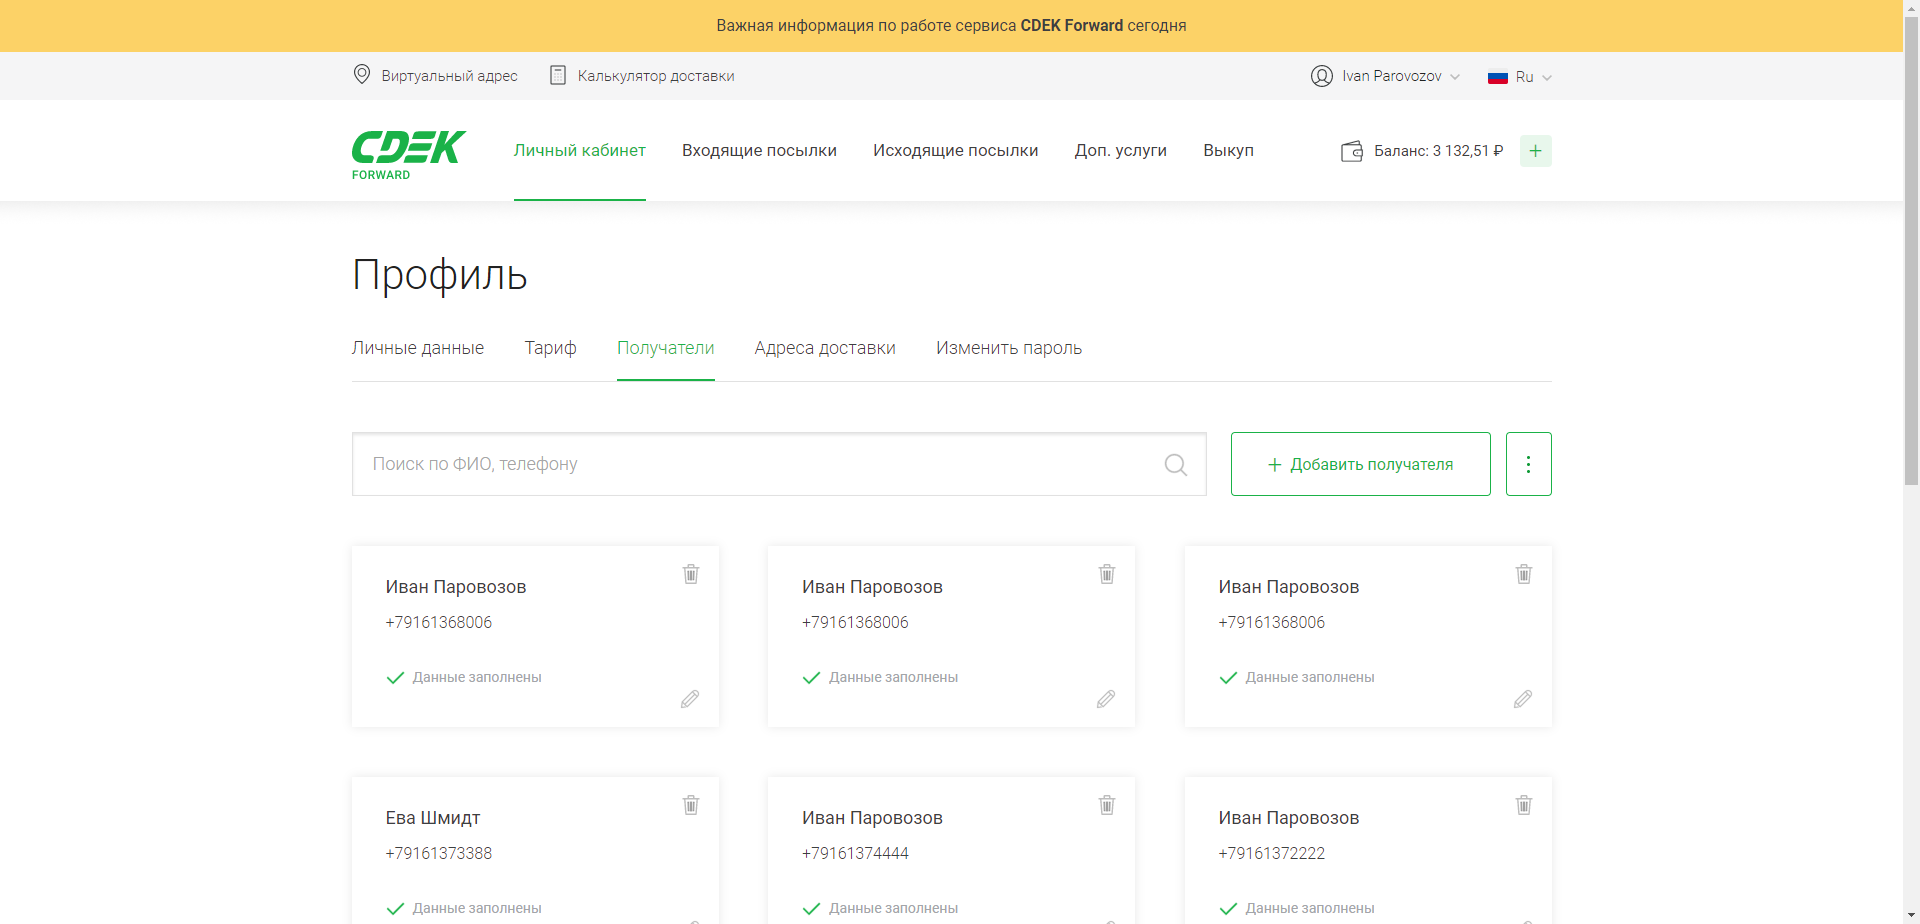 Важная информация по работе сервиса CDEK Forward сегодня
Виртуальный адрес
Калькулятор доставки
Ivan Parovozov
Ru
CDEK
FORWARD
Личный кабинет
Входящие посылки
Исходящие посылки
Доп. услуги
Выкуп
Баланс: 3 132,51 ₽
+
Профиль
Личные данные
Тариф
Получатели
Адреса доставки
Изменить пароль
Поиск по ФИО, телефону
+ Добавить получателя
Иван Паровозов
+79161368006
Данные заполнены
Иван Паровозов
+79161368006
Данные заполнены
Иван Паровозов
+79161368006
Данные заполнены
Ева Шмидт
+79161373388
Данные заполнены
Иван Паровозов
+79161374444
Данные заполнены
Иван Паровозов
+79161372222
Данные заполнены